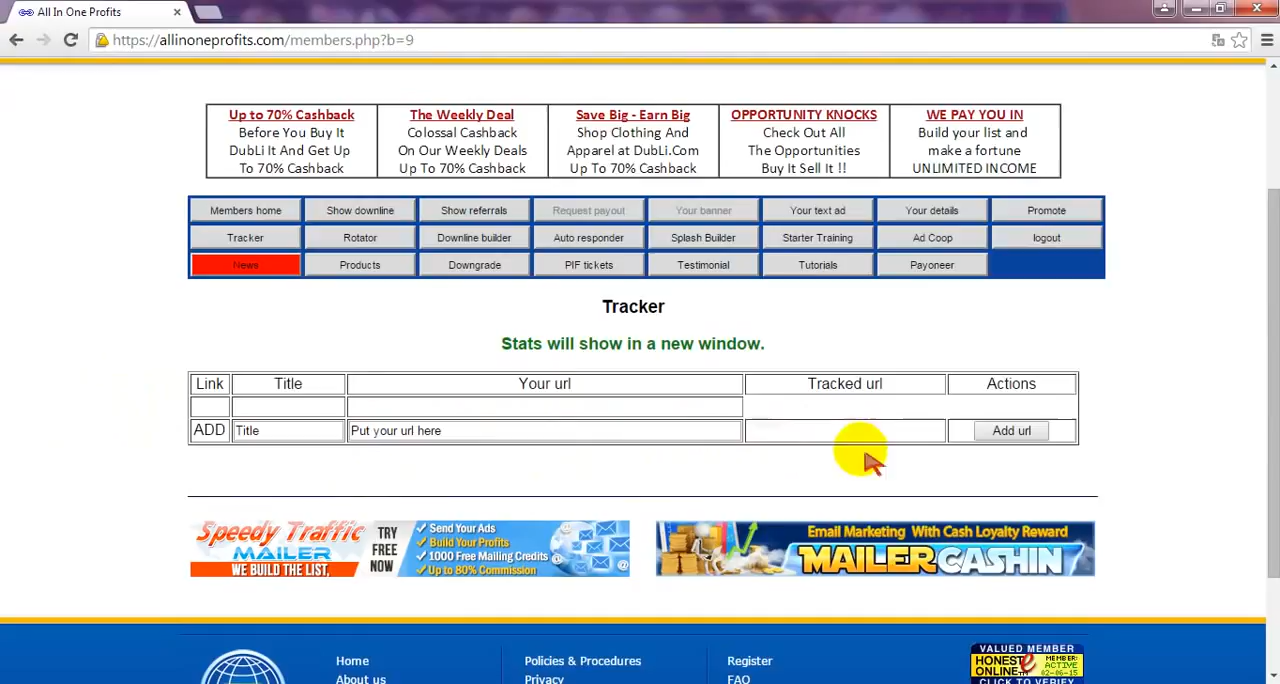 All In One Profits
https://allinoneprofits.com/members.php?b=9
Up to 70% Cashback
Before You Buy It
DubLi It And Get Up
To 70% Cashback
The Weekly Deal
Colossal Cashback
On Our Weekly Deals
Up To 70% Cashback
Save Big - Earn Big
Shop Clothing And
Apparel at DubLi.Com
Up To 70% Cashback
OPPORTUNITY KNOCKS
Check Out All
The Opportunities
Buy It Sell It !!
WE PAY YOU IN
Build your list and
make a fortune
UNLIMITED INCOME
Members home Show downline Show referrals Request payout Your banner Your text ad Your details Promote
Tracker Rotator Downline builder Auto responder Splash Builder Starter Training Ad Coop logout
News Products Downgrade PIF tickets Testimonial Tutorials Payoneer
Tracker
Stats will show in a new window.
Link Title Your url Tracked url Actions
ADD Title Put your url here Add url
Speedy Traffic
MAILER
WE BUILD THE LIST,
TRY
FREE
NOW
Send Your Ads
Build Your Profits
1000 Free Mailing Credits
Up to 80% Commission
Email Marketing With Cash Loyalty Reward
MAILER CASHIN
Home Policies & Procedures Register
About us Privacy FAQ
VALUED MEMBER
HONEST
ONLINE
MEMBER:
ACTIVE
02-06-15
CLICK TO VERIFY